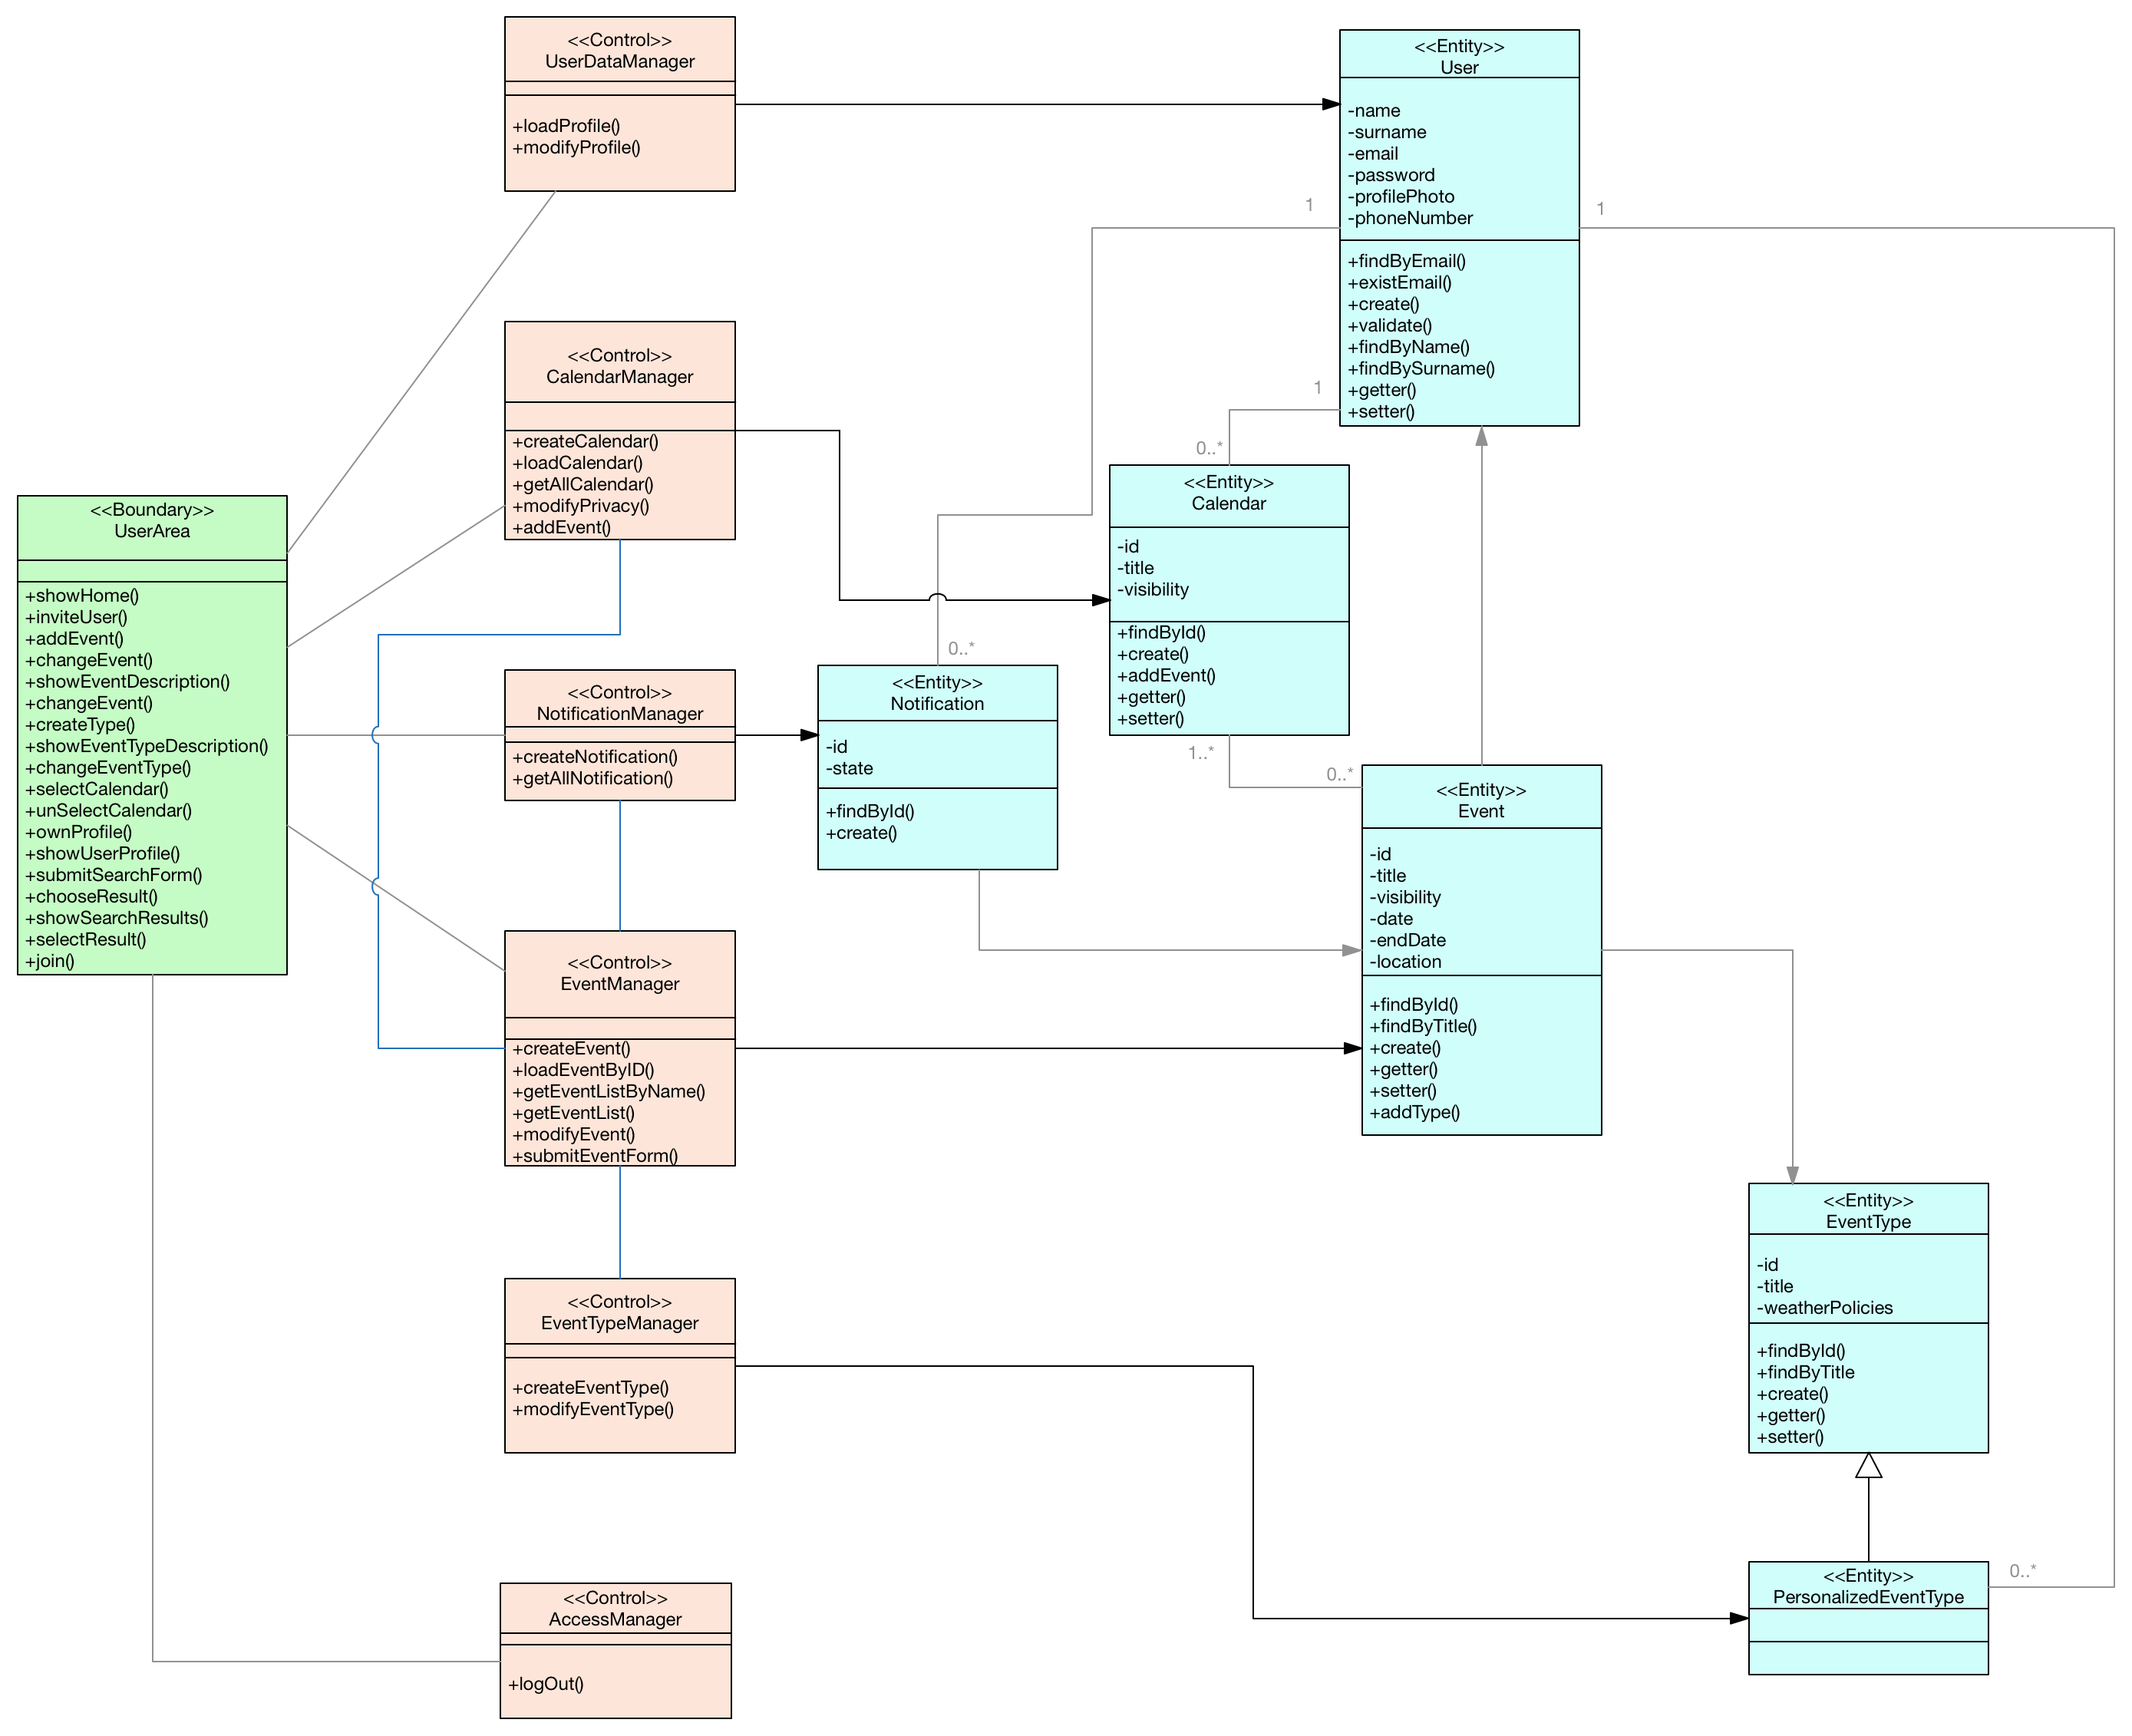 <<Control>>
UserDataManager
+loadProfile()
+modifyProfile()
<<Entity>>
User
-name
-surname
-email
-password
-profilePhoto
-phoneNumber
+findByEmail()
+existEmail()
+create()
+validate()
+findByName()
+findBySurname()
+getter()
+setter()
1
1
1
0..*
<<Control>>
CalendarManager
+createCalendar()
+loadCalendar()
+getAllCalendar()
+modifyPrivacy()
+addEvent()
<<Entity>>
Calendar
-id
-title
-visibility
+findById()
+create()
+addEvent()
+getter()
+setter()
1..*
0..*
<<Boundary>>
UserArea
+showHome()
+inviteUser()
+addEvent()
+changeEvent()
+showEventDescription()
+changeEvent()
+createType()
+showEventTypeDescription()
+changeEventType()
+selectCalendar()
+unSelectCalendar()
+ownProfile()
+showUserProfile()
+submitSearchForm()
+chooseResult()
+showSearchResults()
+selectResult()
+join()
<<Control>>
NotificationManager
+createNotification()
+getAllNotification()
0..*
<<Entity>>
Notification
-id
-state
+findById()
+create()
<<Entity>>
Event
-id
-title
-visibility
-date
-endDate
-location
+findById()
+findByTitle()
+create()
+getter()
+setter()
+addType()
<<Control>>
EventManager
+createEvent()
+loadEventByID()
+getEventListByName()
+getEventList()
+modifyEvent()
+submitEventForm()
<<Entity>>
EventType
-id
-title
-weatherPolicies
+findById()
+findByTitle
+create()
+getter()
+setter()
<<Control>>
EventTypeManager
+createEventType()
+modifyEventType()
<<Entity>>
PersonalizedEventType
0..*
<<Control>>
AccessManager
+logOut()